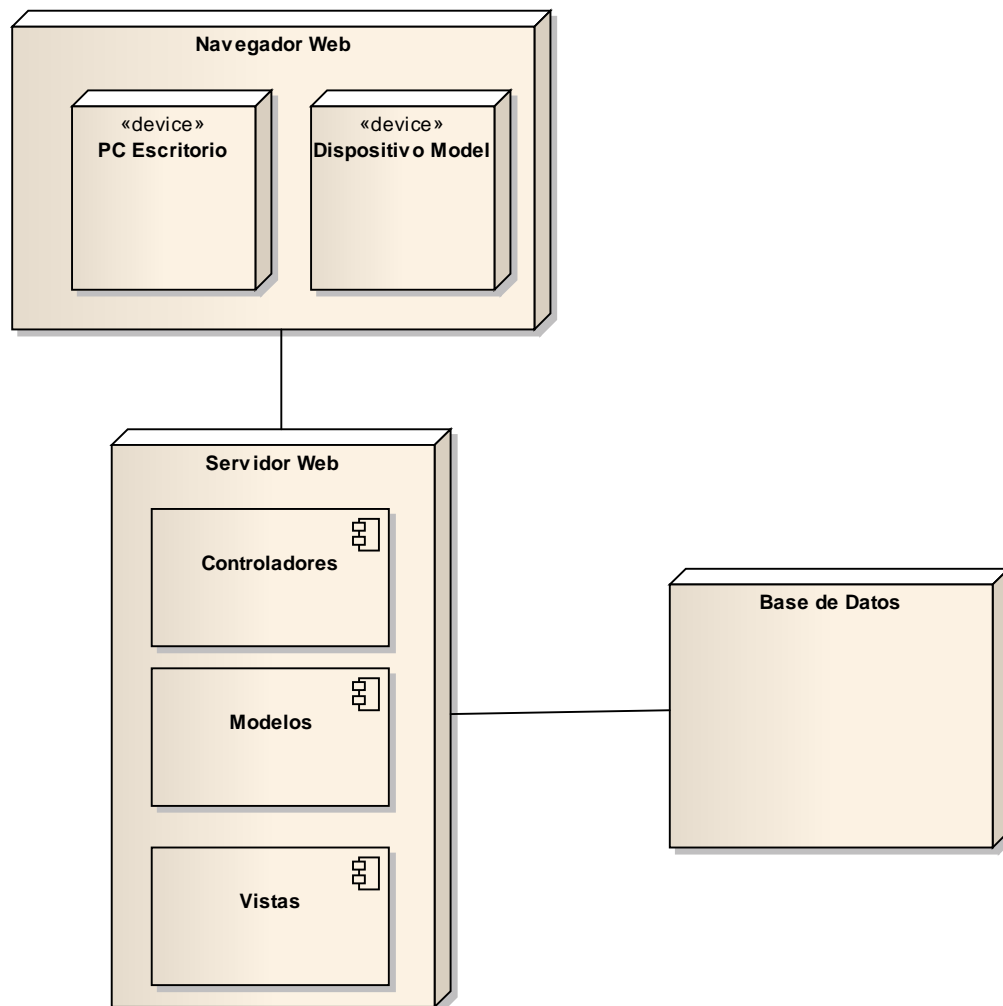 Navegador Web
«device»
PC Escritorio
«device»
Dispositivo Model
Servidor Web
Controladores
Modelos
Vistas
Base de Datos